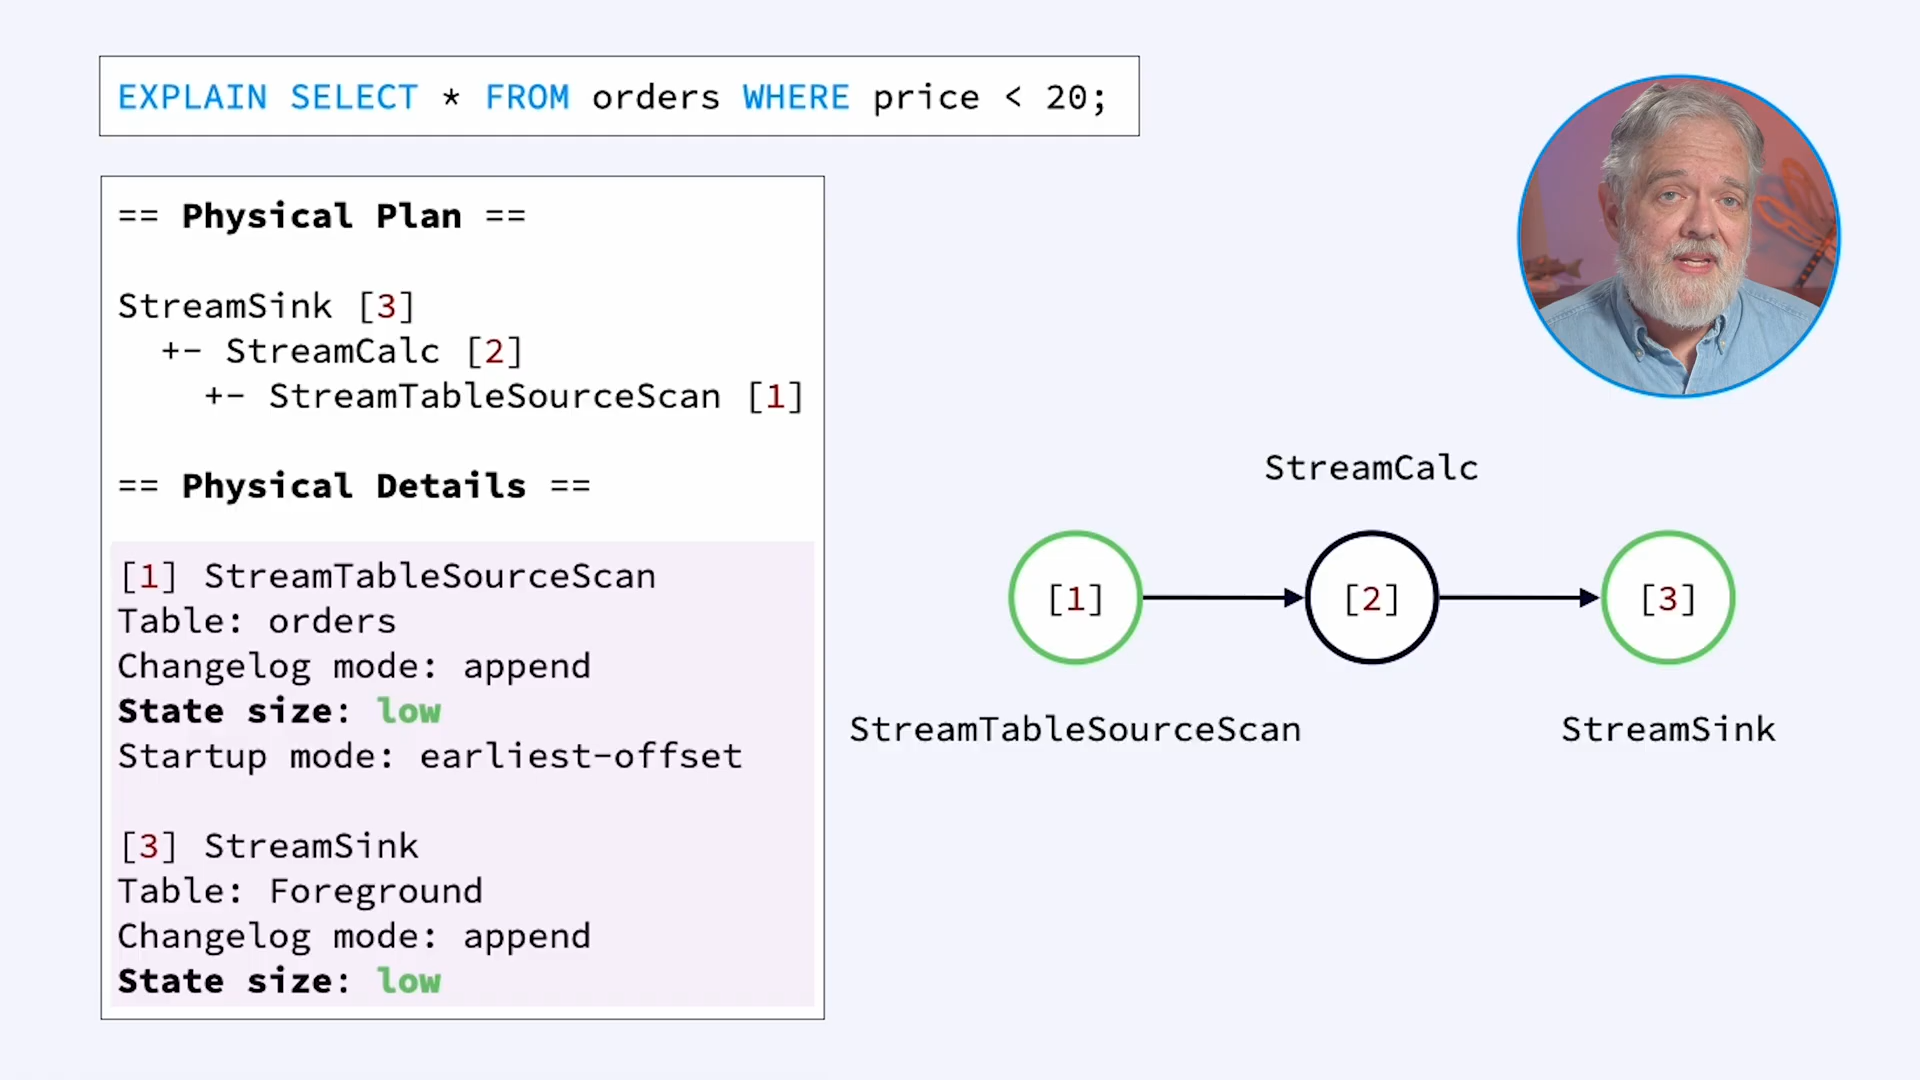 EXPLAIN SELECT * FROM orders WHERE price < 20;
== Physical Plan ==
StreamSink [3]
+- StreamCalc [2]
+- StreamTableSourceScan [1]
== Physical Details ==
[1] StreamTableSourceScan
Table: orders
Changelog mode: append
State size: low
Startup mode: earliest-offset
[3] StreamSink
Table: Foreground
Changelog mode: append
State size: low
StreamCalc
[1]
[2]
[3]
StreamTableSourceScan
StreamSink